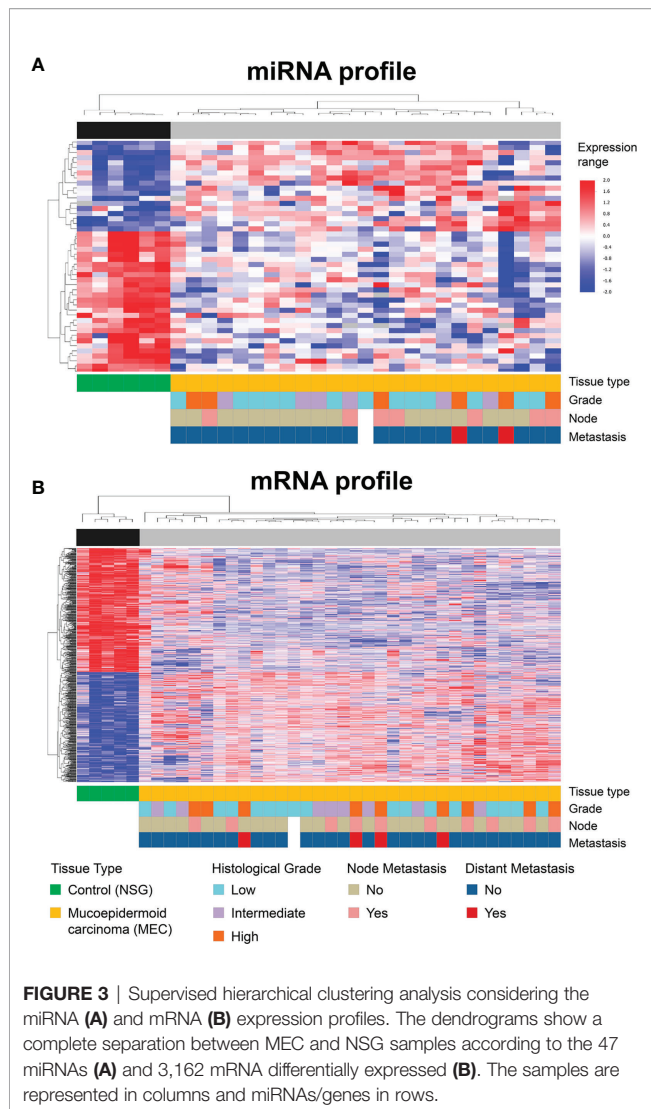 A
miRNA profile
Expression
range
2.0
1.6
1.2
0.8
0.4
0.0
-0.4
-0.8
-1.2
-1.6
-2.0
Tissue type
Grade
Node
Metastasis
B
mRNA profile
Tissue type
Grade
Node
Metastasis
Tissue Type
Control (NSG)
Mucoepidermoid
carcinoma (MEC)
Histological Grade
Low
Intermediate
High
Node Metastasis
No
Yes
Distant Metastasis
No
Yes
FIGURE 3 | Supervised hierarchical clustering analysis considering the
miRNA (A) and mRNA (B) expression profiles. The dendrograms show a
complete separation between MEC and NSG samples according to the 47
miRNAs (A) and 3,162 mRNA differentially expressed (B). The samples are
represented in columns and miRNAs/genes in rows.